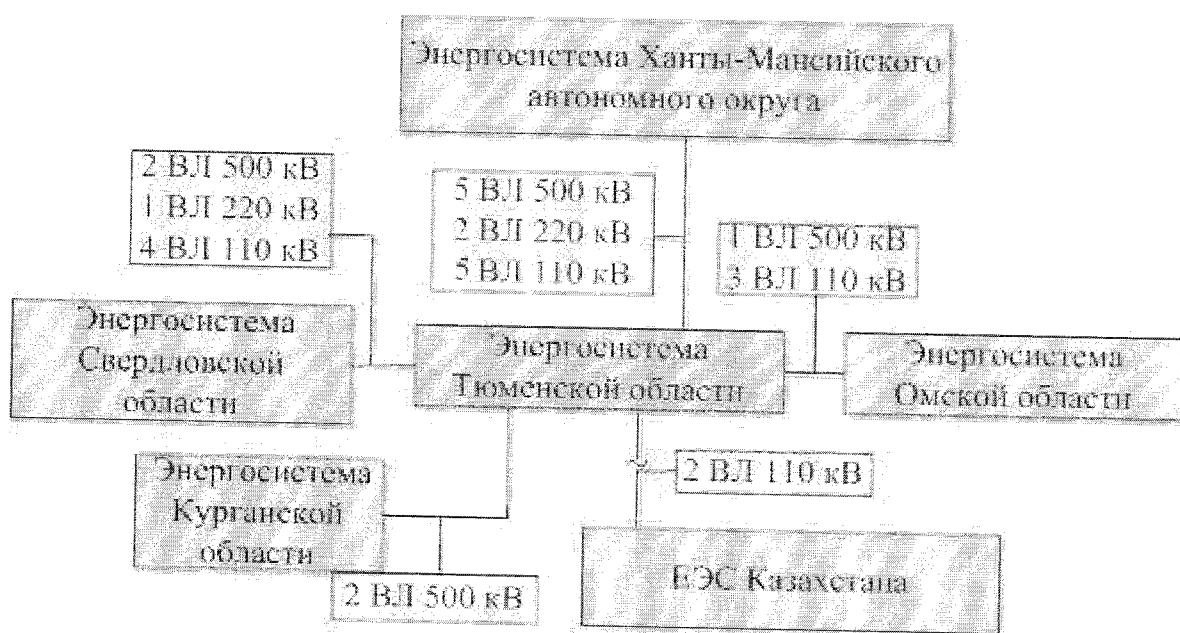 Энергосистема Ханты-Мансийского
автономного округа
2 ВЛ 500 кВ
1 ВЛ 220 кВ
4 ВЛ 110 кВ
5 ВЛ 500 кВ
2 ВЛ 220 кВ
5 ВЛ 110 кВ
1 ВЛ 500 кВ
3 ВЛ 110 кВ
Энергосистема
Свердловской
области
Энергосистема
Тюменской области
Энергосистема
Омской области
Энергосистема
Курганской
области
2 ВЛ 110 кВ
2 ВЛ 500 кВ
ЕЭС Казахстана